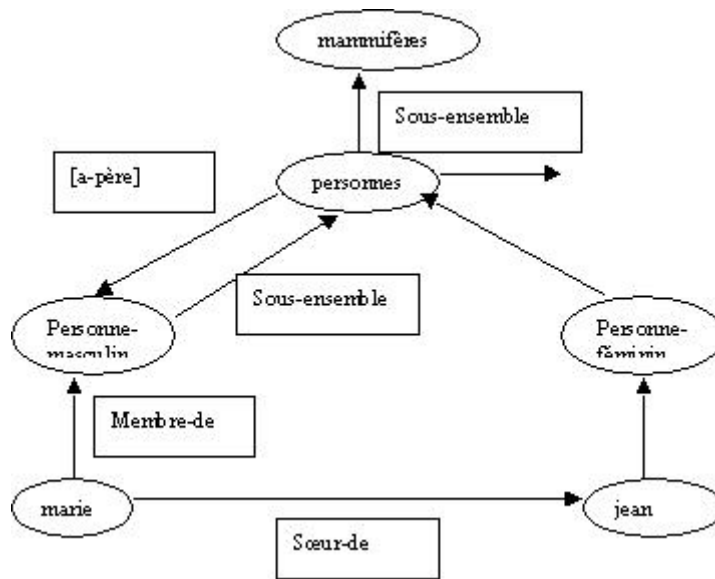 mammifères
Sous-ensemble
[a-père]
personnes
Sous-ensemble
Personne-
masculin
Personne-
féminin
Membre-de
marie
jean
Sœur-de